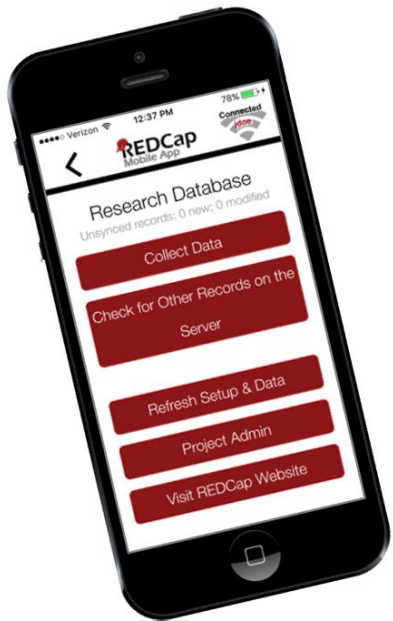 ●●●●○ Verizon 12:37 PM 78%
Connected
jdoe
REDCap
Mobile App
Research Database
Unsynced records: 0 new; 0 modified
Collect Data
Check for Other Records on the
Server
Refresh Setup & Data
Project Admin
Visit REDCap Website